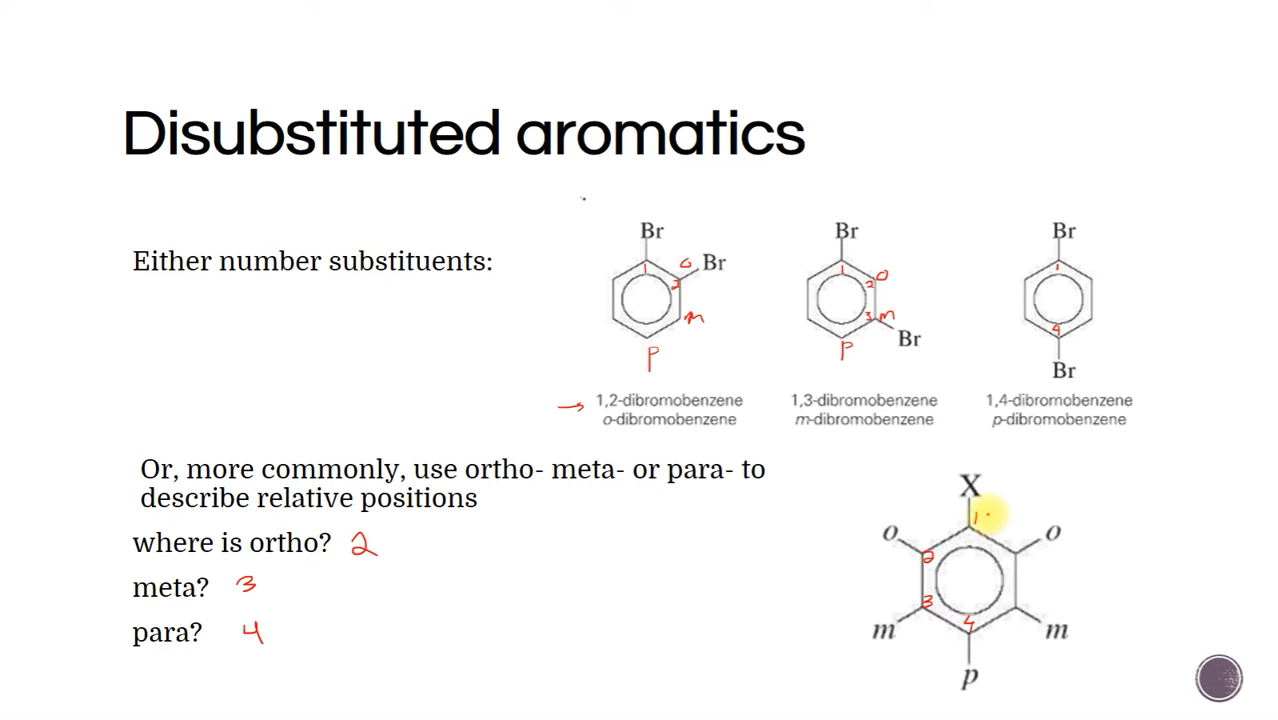 Disubstituted aromatics
Either number substituents:
Br
1
2
o
Br
m
p
1,2-dibromobenzene
o-dibromobenzene
Br
1
2
o
3
m
p
Br
1,3-dibromobenzene
m-dibromobenzene
Br
1
4
Br
1,4-dibromobenzene
p-dibromobenzene
Or, more commonly, use ortho- meta- or para- to
describe relative positions
where is ortho? 2
meta? 3
para? 4
X
1
o
o
2
3
4
m
m
p